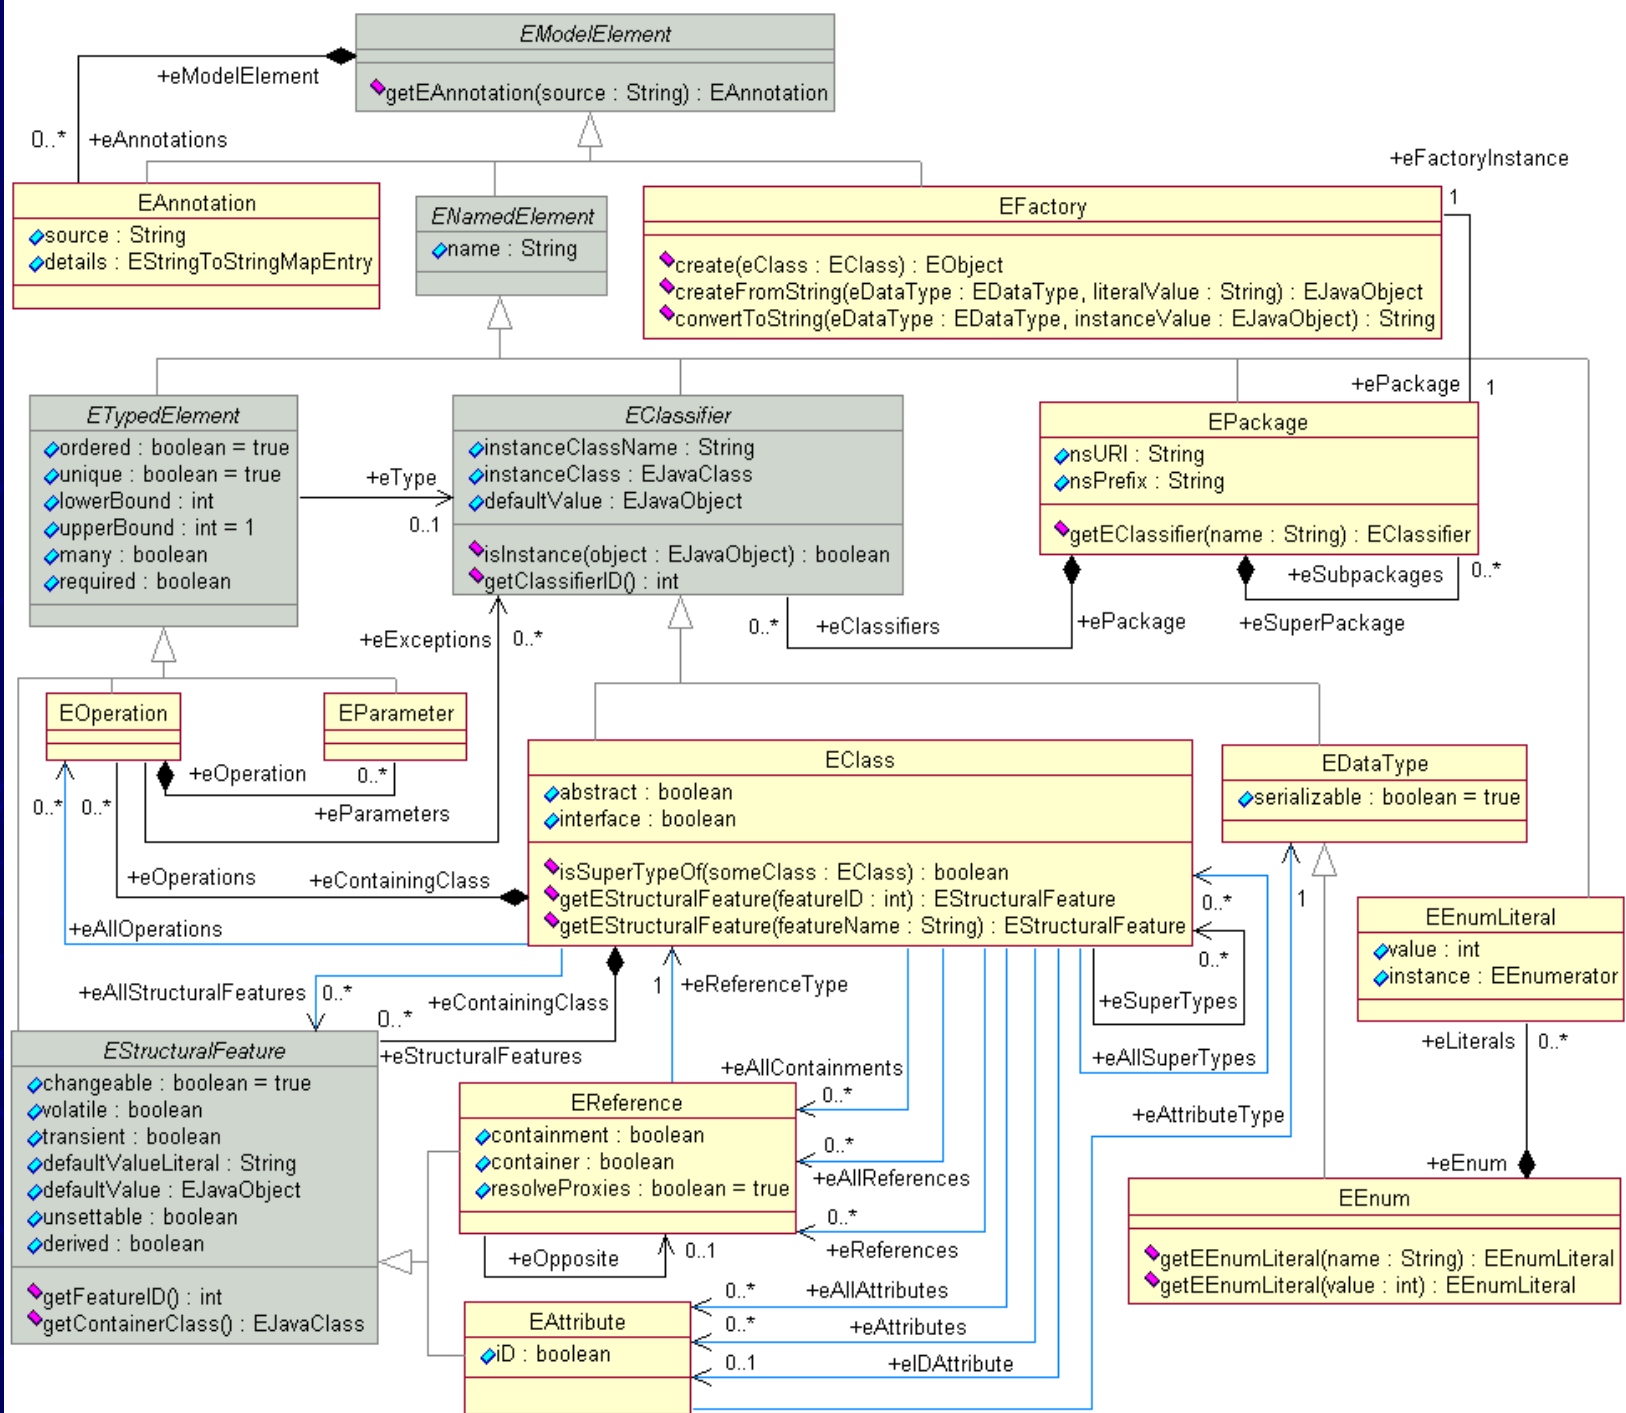 EModelElement
getEAnnotation(source : String) : EAnnotation
+eModelElement
0..*
+eAnnotations
+eFactoryInstance
1
EAnnotation
source : String
details : EStringToStringMapEntry
ENamedElement
name : String
EFactory
create(eClass : EClass) : EObject
createFromString(eDataType : EDataType, literalValue : String) : EJavaObject
convertToString(eDataType : EDataType, instanceValue : EJavaObject) : String
+ePackage
1
ETypedElement
ordered : boolean = true
unique : boolean = true
lowerBound : int
upperBound : int = 1
many : boolean
required : boolean
+eType
0..1
EClassifier
instanceClassName : String
instanceClass : EJavaClass
defaultValue : EJavaObject
isInstance(object : EJavaObject) : boolean
getClassifierID() : int
EPackage
nsURI : String
nsPrefix : String
getEClassifier(name : String) : EClassifier
+eSubpackages
0..*
+eSuperPackage
+ePackage
0..*
+eClassifiers
+eExceptions
0..*
EOperation
EParameter
+eOperation
0..*
+eParameters
0..*
0..*
+eOperations
+eContainingClass
+eAllOperations
EClass
abstract : boolean
interface : boolean
isSuperTypeOf(someClass : EClass) : boolean
getEStructuralFeature(featureID : int) : EStructuralFeature
getEStructuralFeature(featureName : String) : EStructuralFeature
EDataType
serializable : boolean = true
0..*
1
0..*
+eSuperTypes
+eAllSuperTypes
EEnumLiteral
value : int
instance : EEnumerator
+eLiterals
0..*
+eAllStructuralFeatures
0..*
+eContainingClass
0..*
+eStructuralFeatures
1
+eReferenceType
EStructuralFeature
changeable : boolean = true
volatile : boolean
transient : boolean
defaultValueLiteral : String
defaultValue : EJavaObject
unsettable : boolean
derived : boolean
getFeatureID() : int
getContainerClass() : EJavaClass
+eAllContainments
0..*
EReference
containment : boolean
container : boolean
resolveProxies : boolean = true
0..*
+eAllReferences
0..*
+eReferences
+eOpposite
0..1
+eAttributeType
+eEnum
EEnum
getEEnumLiteral(name : String) : EEnumLiteral
getEEnumLiteral(value : int) : EEnumLiteral
0..*
+eAllAttributes
EAttribute
iD : boolean
0..*
+eAttributes
0..1
+eIDAttribute